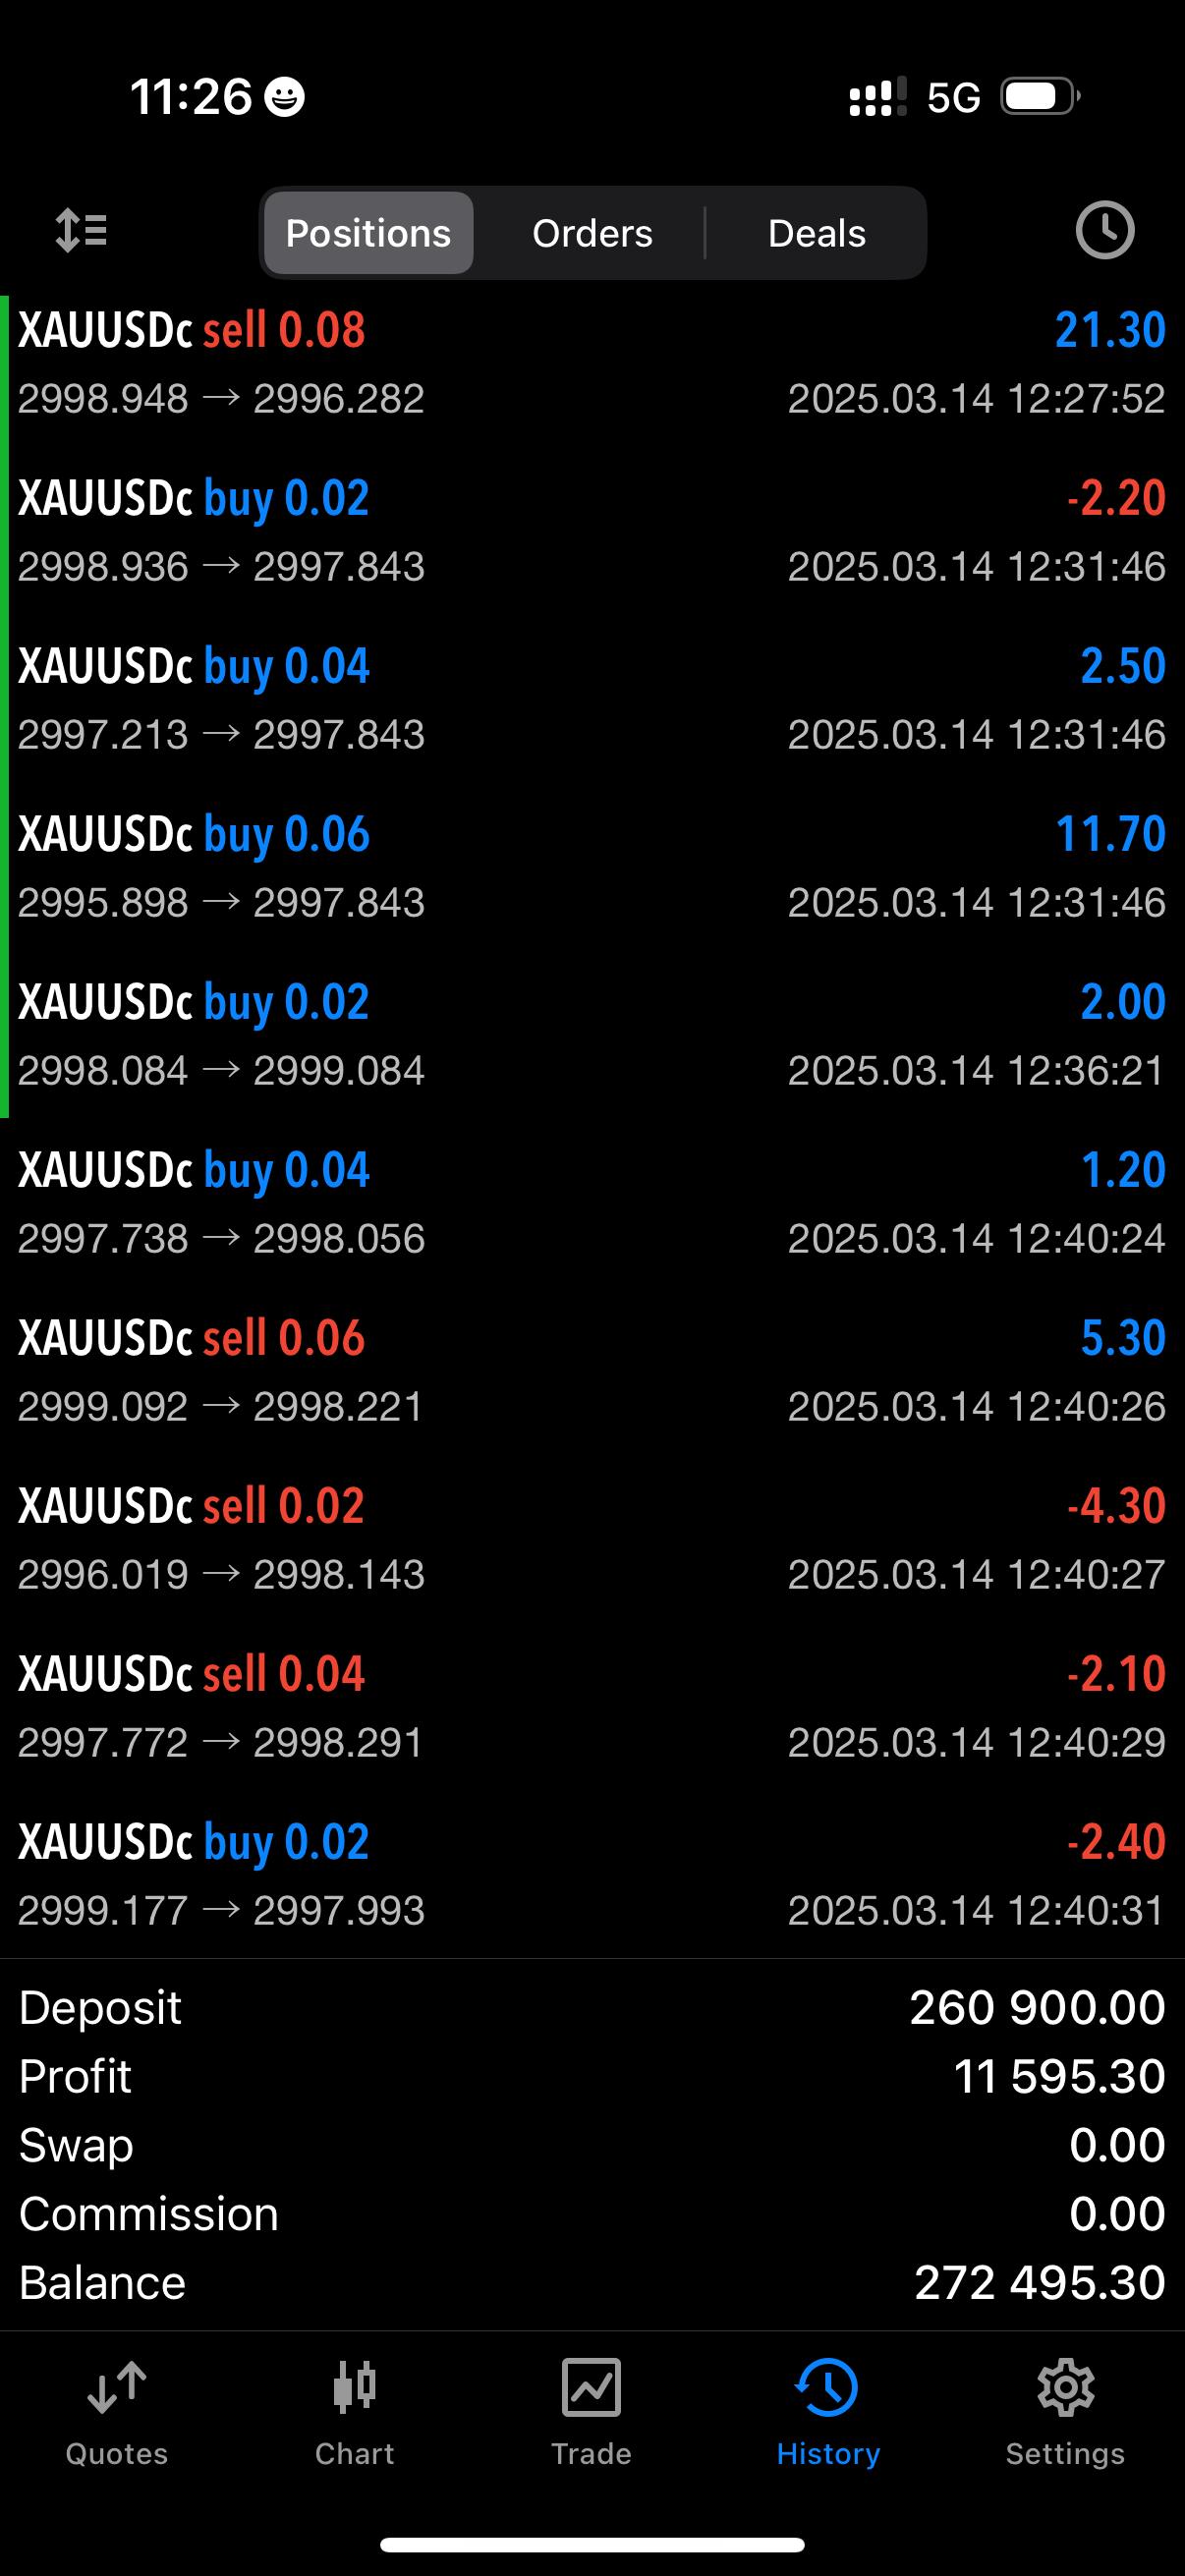 11:26 5G
Positions Orders Deals
XAUUSDc sell 0.08 21.30
2998.948 → 2996.282 2025.03.14 12:27:52
XAUUSDc buy 0.02 -2.20
2998.936 → 2997.843 2025.03.14 12:31:46
XAUUSDc buy 0.04 2.50
2997.213 → 2997.843 2025.03.14 12:31:46
XAUUSDc buy 0.06 11.70
2995.898 → 2997.843 2025.03.14 12:31:46
XAUUSDc buy 0.02 2.00
2998.084 → 2999.084 2025.03.14 12:36:21
XAUUSDc buy 0.04 1.20
2997.738 → 2998.056 2025.03.14 12:40:24
XAUUSDc sell 0.06 5.30
2999.092 → 2998.221 2025.03.14 12:40:26
XAUUSDc sell 0.02 -4.30
2996.019 → 2998.143 2025.03.14 12:40:27
XAUUSDc sell 0.04 -2.10
2997.772 → 2998.291 2025.03.14 12:40:29
XAUUSDc buy 0.02 -2.40
2999.177 → 2997.993 2025.03.14 12:40:31
Deposit 260 900.00
Profit 11 595.30
Swap 0.00
Commission 0.00
Balance 272 495.30
Quotes Chart Trade History Settings